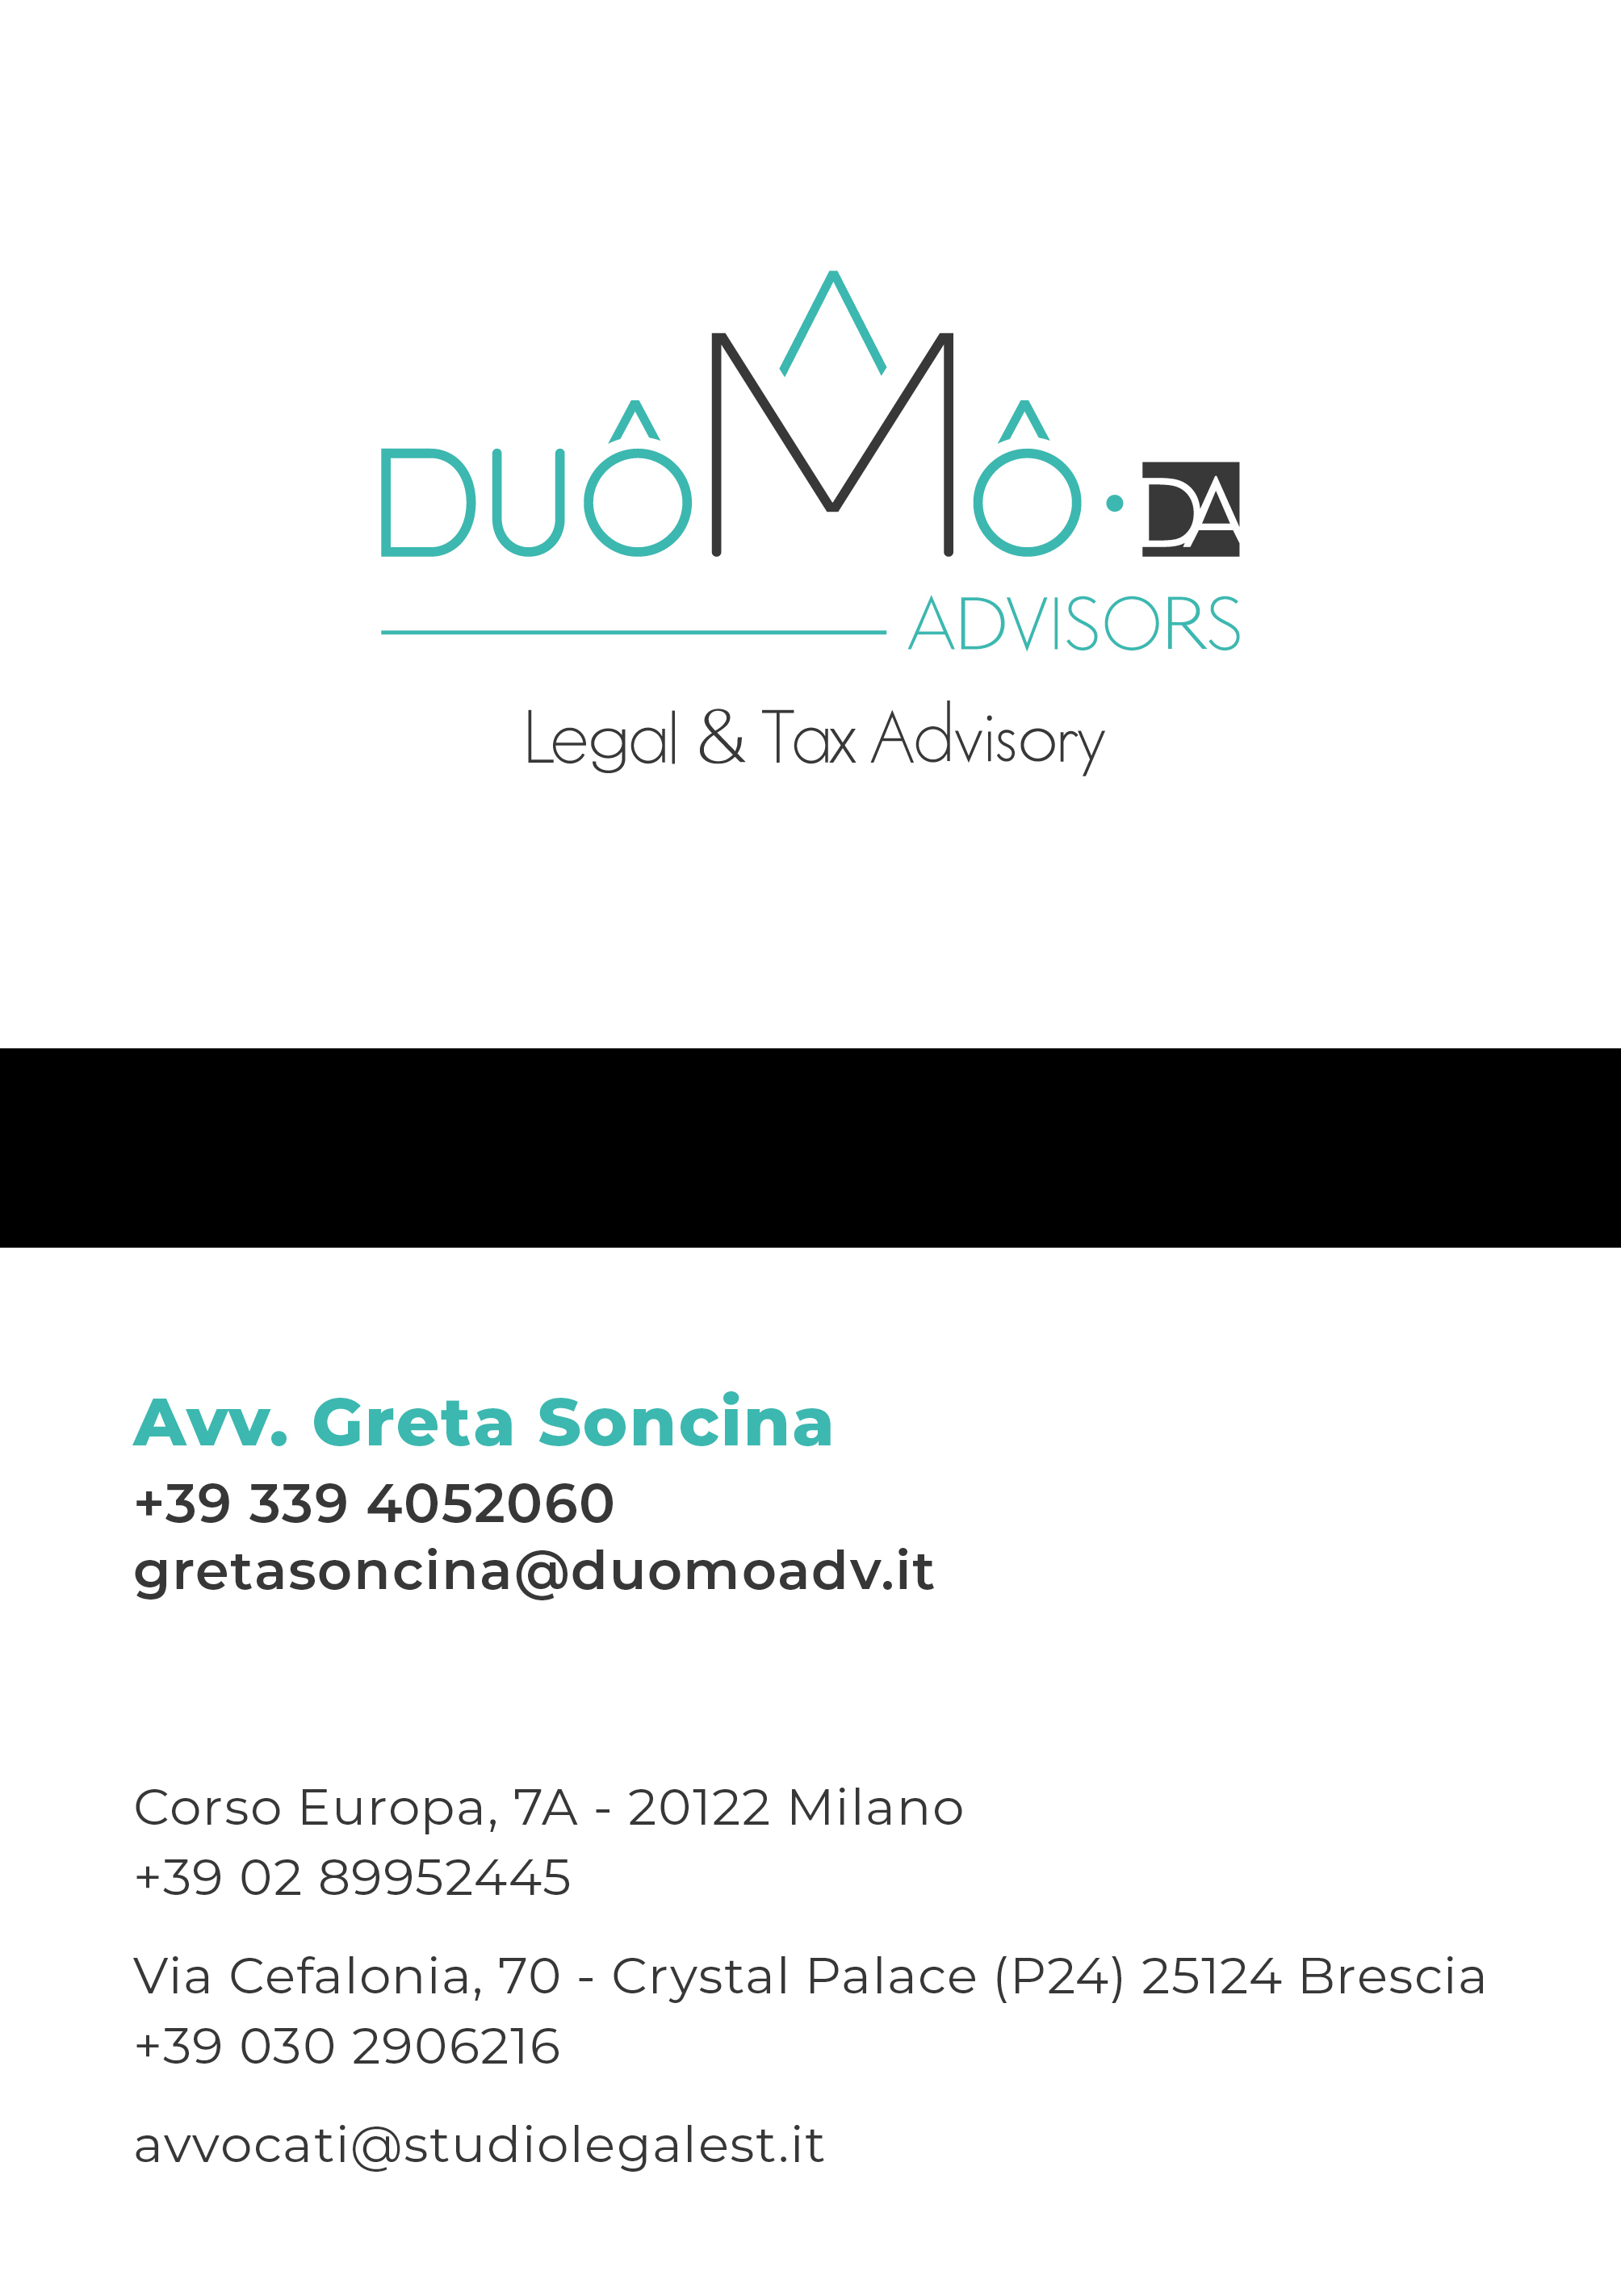 DUÔMÔ · DA
ADVISORS
Legal & Tax Advisory
Avv. Greta Soncina
+39 339 4052060
gretasoncina@duomoadv.it
Corso Europa, 7A - 20122 Milano
+39 02 89952445
Via Cefalonia, 70 - Crystal Palace (P24) 25124 Brescia
+39 030 2906216
avvocati@studiolegalest.it